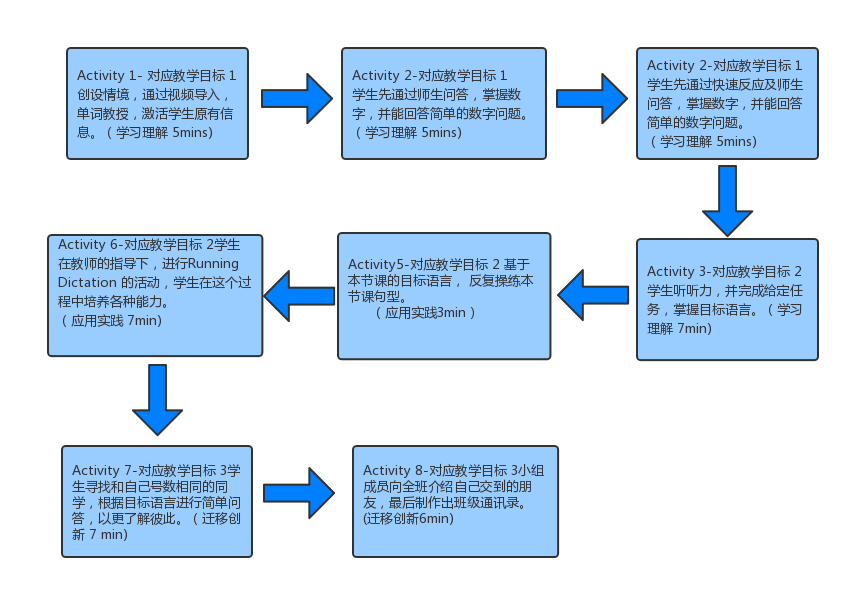 Activity 1- 对应教学目标 1
创设情境，通过视频导入，
单词教授，激活学生原有信
息。（ 学习理解 5mins)
Activity 2-对应教学目标 1
学生先通过师生问答，掌握数
字，并能回答简单的数字问题。
（ 学习理解 5mins)
Activity 2-对应教学目标 1
学生先通过快速反应及师生
问答，掌握数字，并能回答
简单的数字问题。
（ 学习理解 5mins)
Activity 3-对应教学目标 2
学生听听力，并完成给定任
务，掌握目标语言。（ 学习
理解 7min)
Activity5-对应教学目标 2 基于
本节课的目标语言， 反复操练本
节课句型。
（ 应用实践3min ）
Activity 6-对应教学目标 2学生
在教师的指导下，进行Running
Dictation 的活动，学生在这个过
程中培养各种能力。
（ 应用实践 7min)
Activity 7-对应教学目标 3学
生寻找和自己号数相同的同
学，根据目标语言进行简单问
答，以更了解彼此。（ 迁移创
新 7 min)
Activity 8-对应教学目标 3小组
成员向全班介绍自己交到的朋
友，最后制作出班级通讯录。
(迁移创新6min)